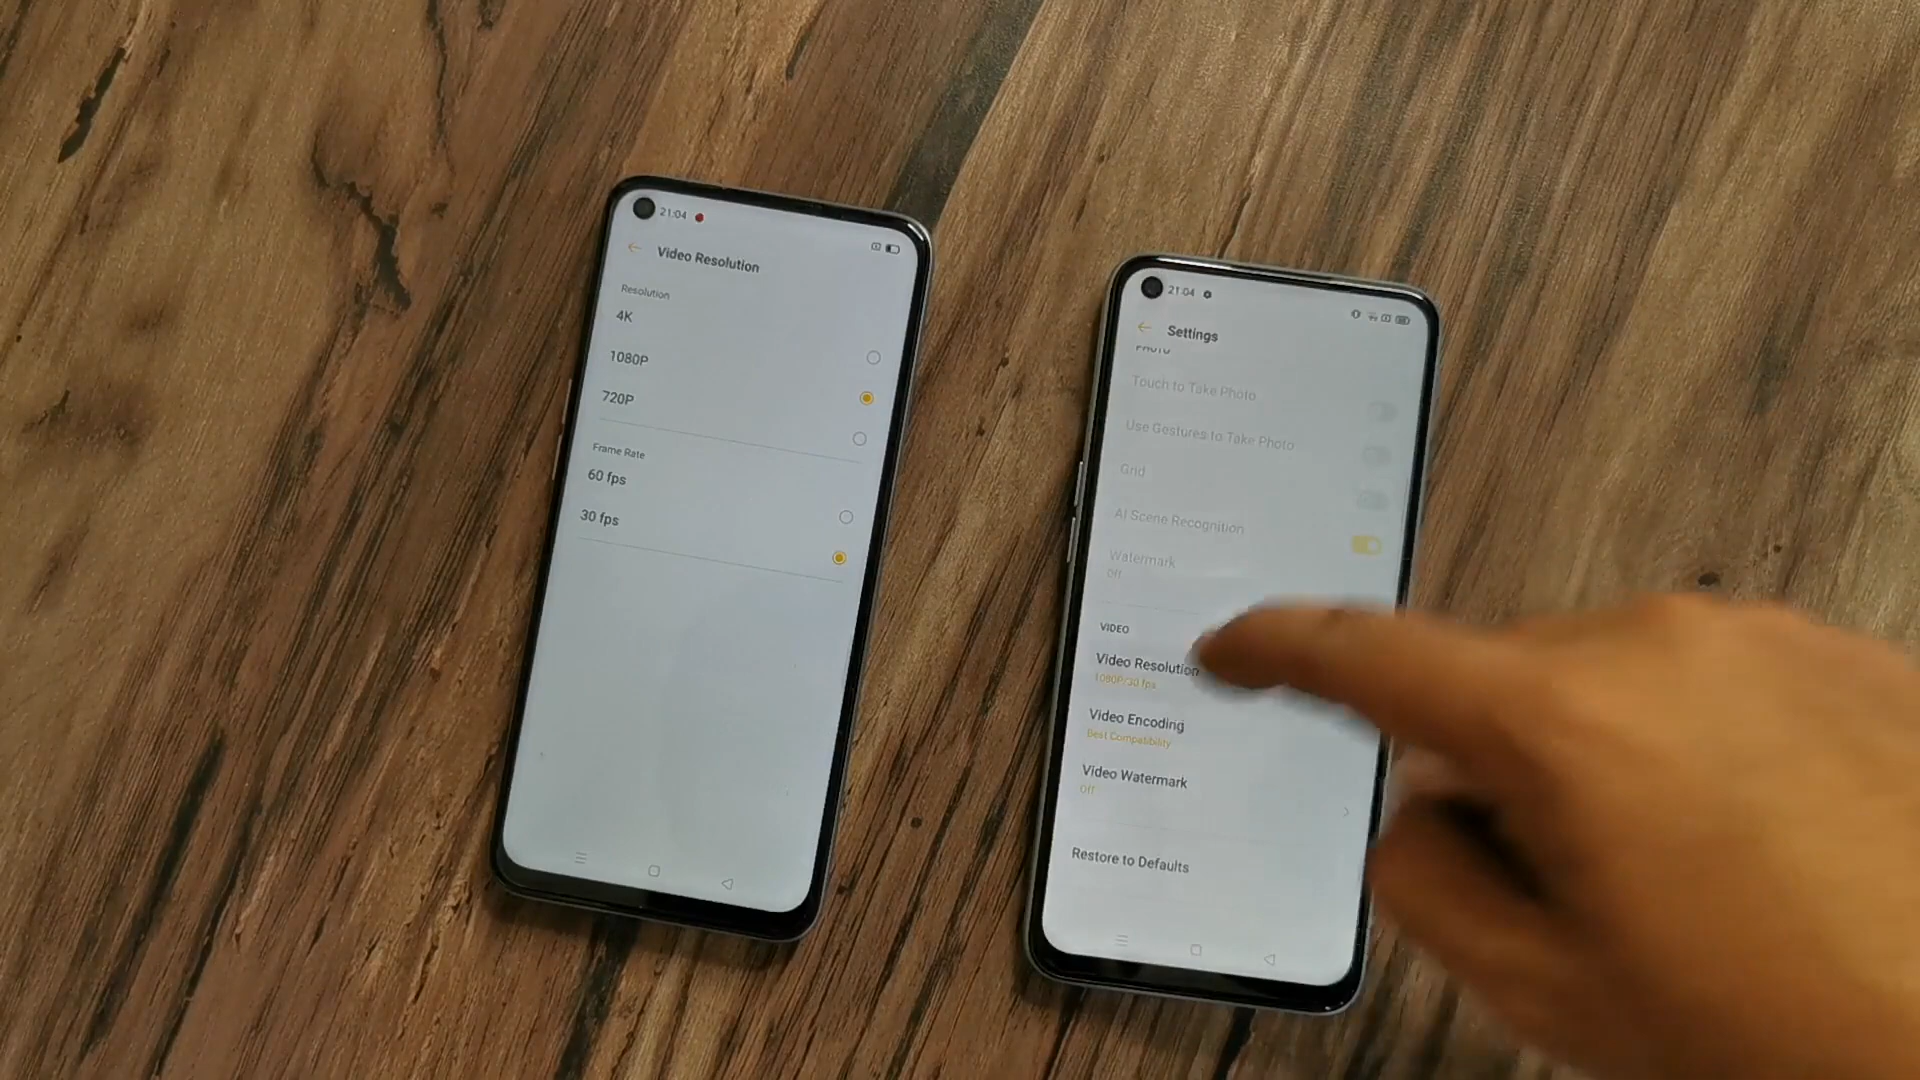 21:04
Video Resolution
Resolution
4K
1080P
720P
Frame Rate
60 fps
30 fps
21:04
Settings
PHOTO
Touch to Take Photo
Use Gestures to Take Photo
Grid
AI Scene Recognition
Watermark
Off
VIDEO
Video Resolution
1080P/30 fps
Video Encoding
Best Compatibility
Video Watermark
Off
Restore to Defaults